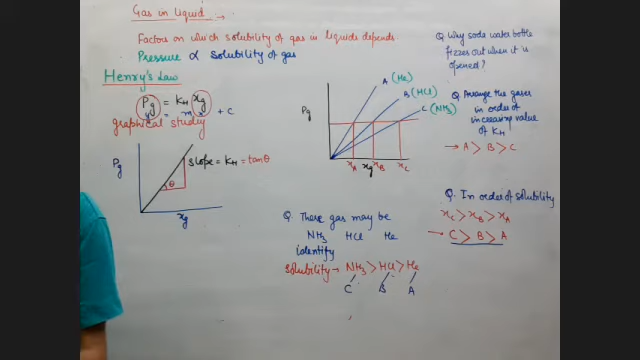 Gas in liquid →
Factors on which solubility of gas in liquids depends.
Pressure ∝ solubility of gas
Henry's Law
Pg = KH xg
y = m x + C
graphical study
Pg
slope = KH = tanθ
θ
xg
A (He)
B (HCl)
C (NH3)
Pg
xA xg xB xC
Q. These gas may be
NH3 HCl He
identify
Solubility → NH3 > HCl > He
C B A
Q. Why soda water bottle
fizzes out when it is
opened?
Q. Arrange the gases
in order of
increasing value
of KH
→ A > B > C
Q. In order of solubility
xC > xB > xA
→ C > B > A